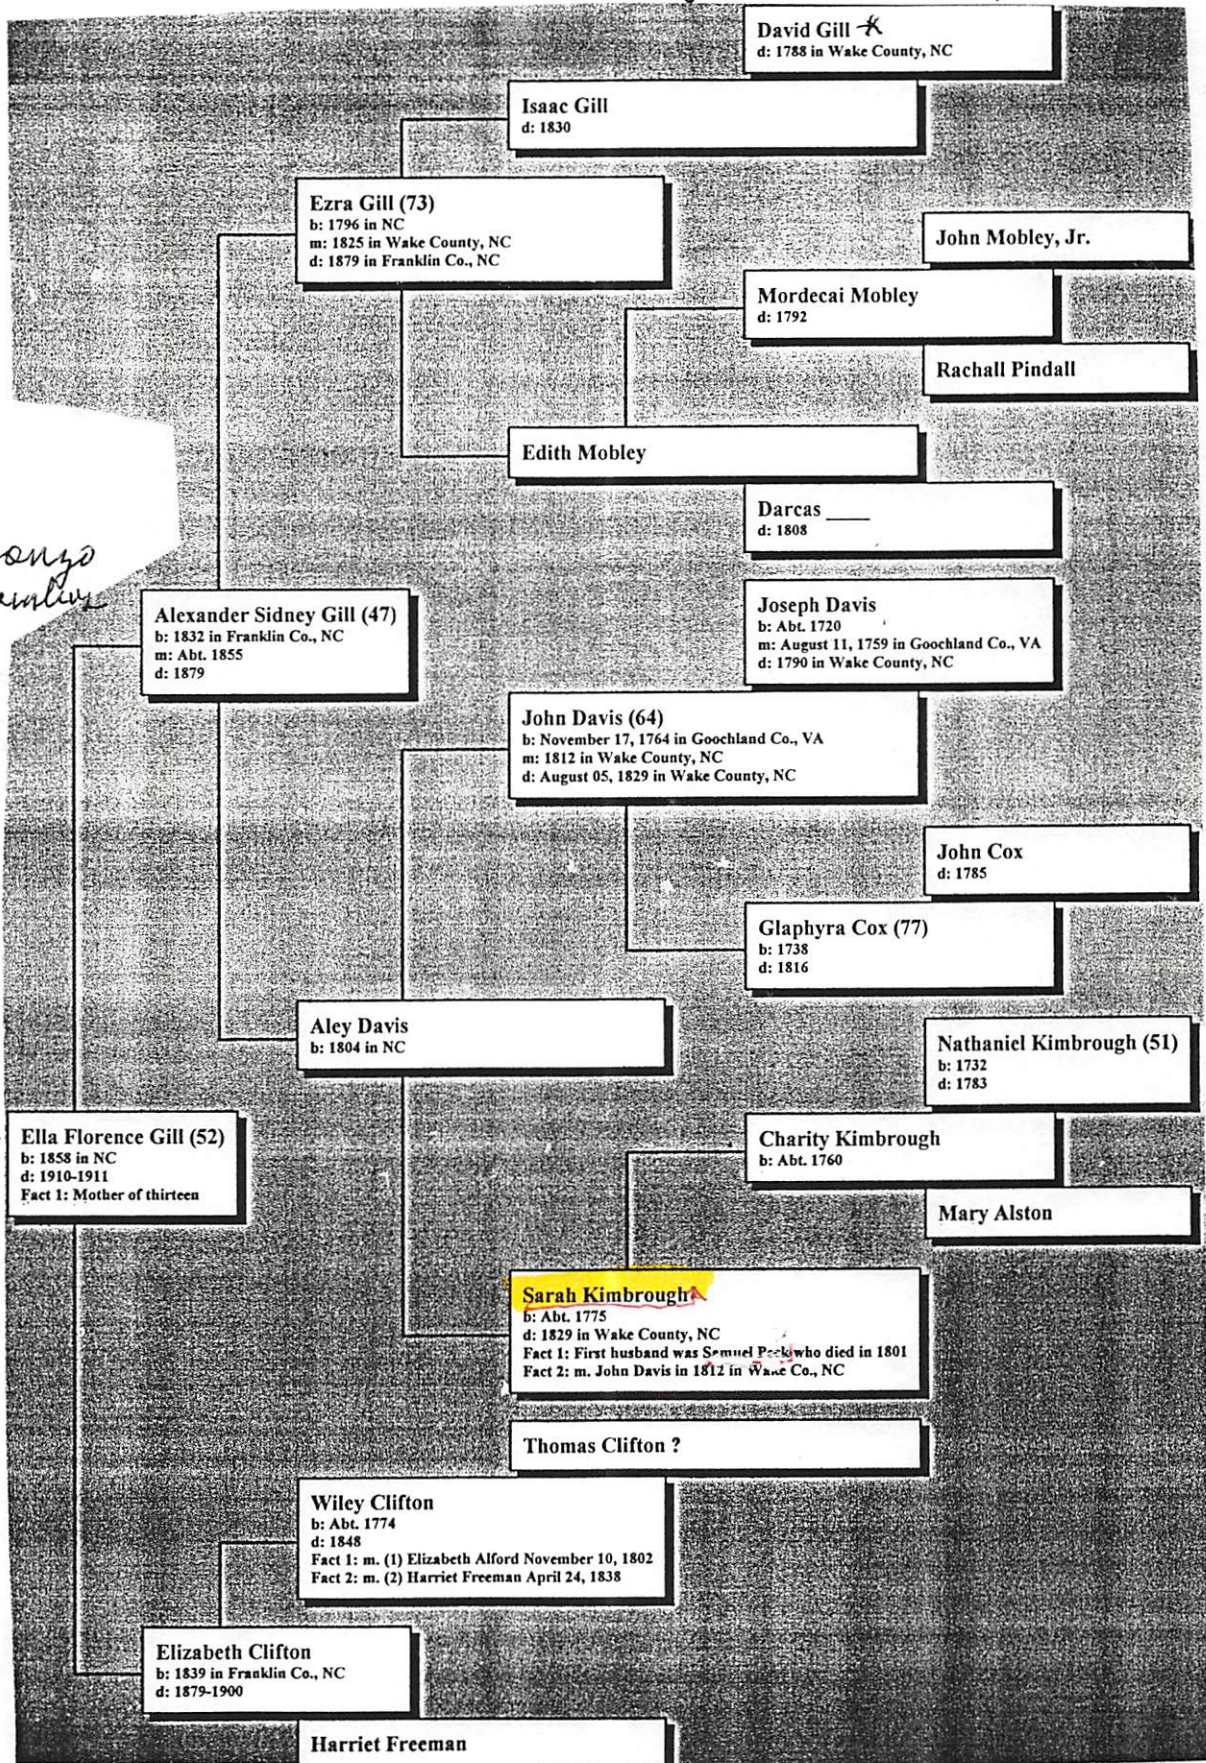 David Gill
d: 1788 in Wake County, NC
Isaac Gill
d: 1830
Ezra Gill (73)
b: 1796 in NC
m: 1825 in Wake County, NC
d: 1879 in Franklin Co., NC
John Mobley, Jr.
Mordecai Mobley
d: 1792
Rachall Pindall
Edith Mobley
Darcas ____
d: 1808
Alexander Sidney Gill (47)
b: 1832 in Franklin Co., NC
m: Abt. 1855
d: 1879
Joseph Davis
b: Abt. 1720
m: August 11, 1759 in Goochland Co., VA
d: 1790 in Wake County, NC
John Davis (64)
b: November 17, 1764 in Goochland Co., VA
m: 1812 in Wake County, NC
d: August 05, 1829 in Wake County, NC
John Cox
d: 1785
Glaphyra Cox (77)
b: 1738
d: 1816
Aley Davis
b: 1804 in NC
Nathaniel Kimbrough (51)
b: 1732
d: 1783
Ella Florence Gill (52)
b: 1858 in NC
d: 1910-1911
Fact 1: Mother of thirteen
Charity Kimbrough
b: Abt. 1760
Mary Alston
Sarah Kimbrough
b: Abt. 1775
d: 1829 in Wake County, NC
Fact 1: First husband was Samuel Peck who died in 1801
Fact 2: m. John Davis in 1812 in Wake Co., NC
Thomas Clifton ?
Wiley Clifton
b: Abt. 1774
d: 1848
Fact 1: m. (1) Elizabeth Alford November 10, 1802
Fact 2: m. (2) Harriet Freeman April 24, 1838
Elizabeth Clifton
b: 1839 in Franklin Co., NC
d: 1879-1900
Harriet Freeman